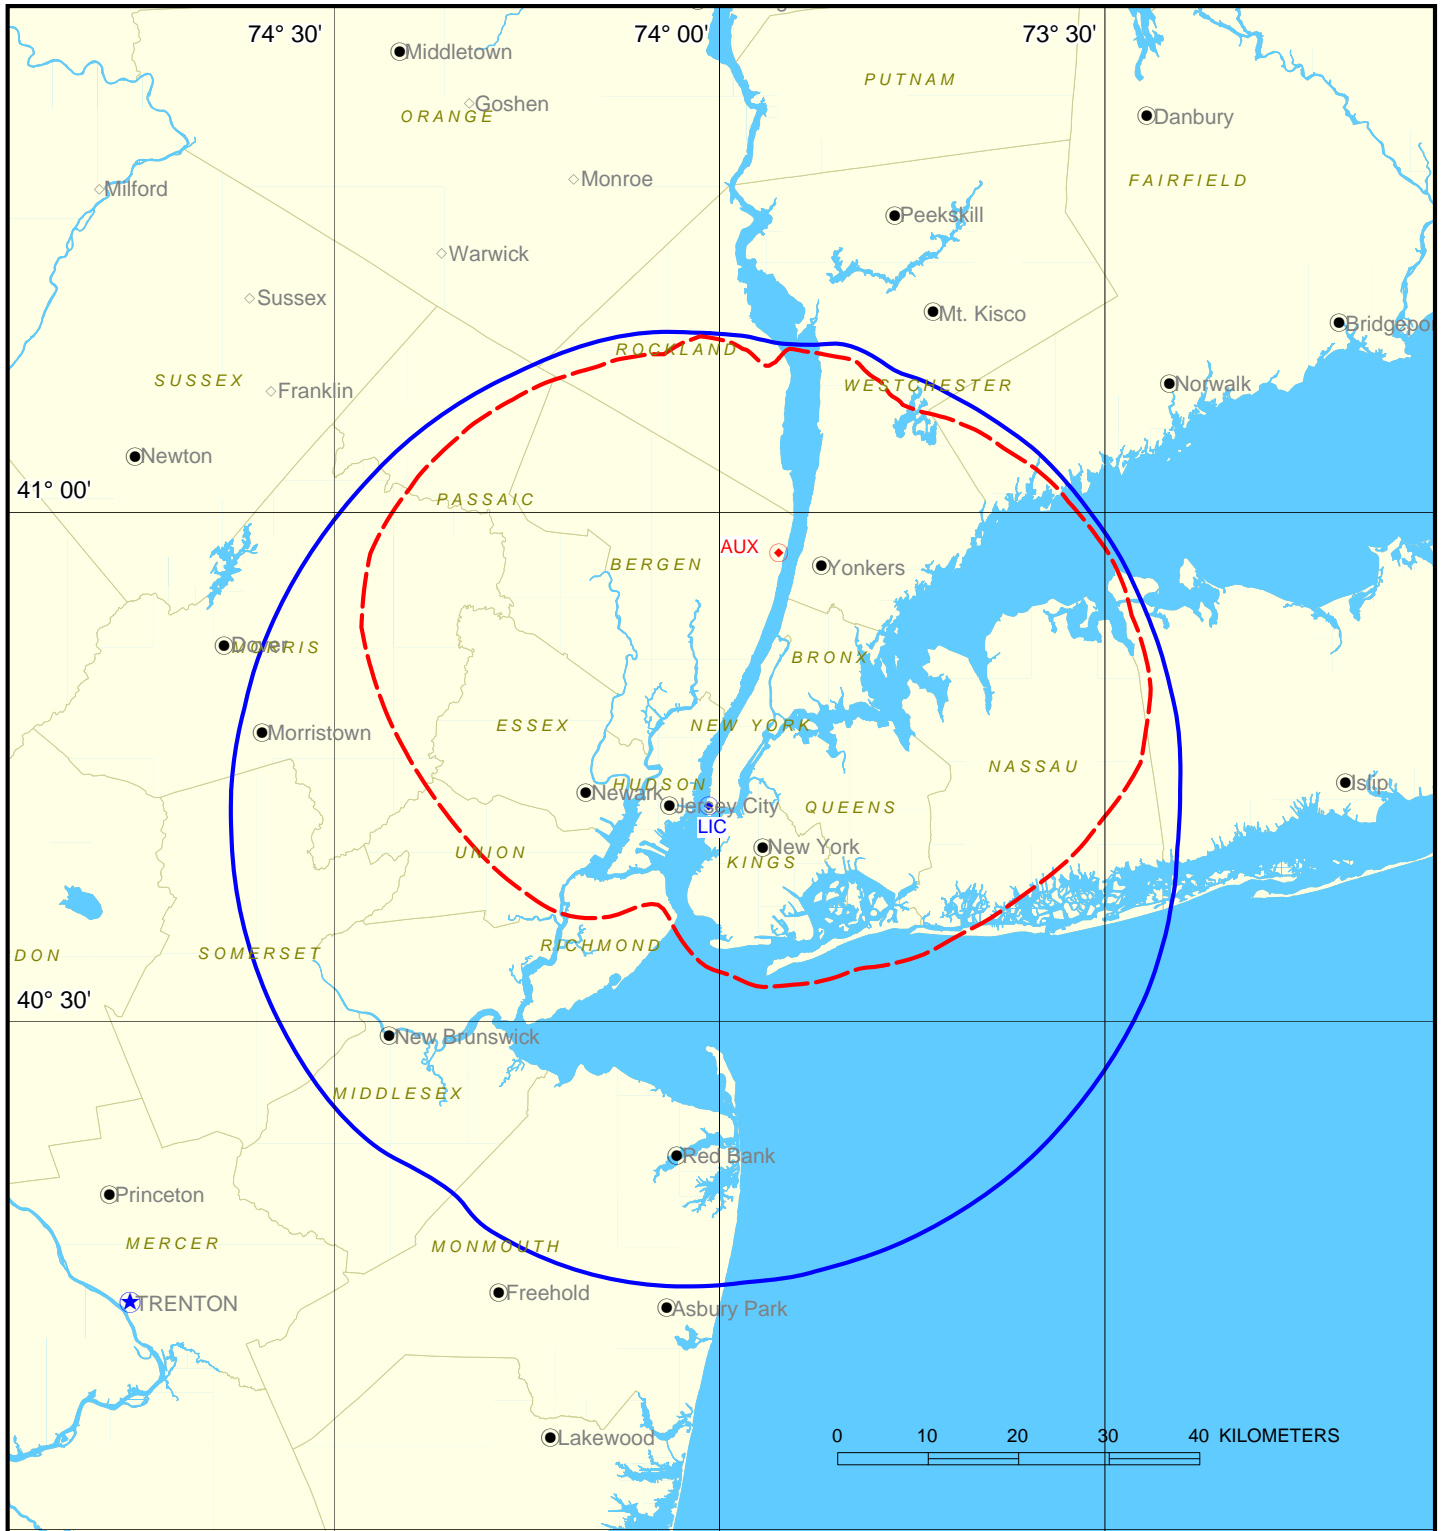 74° 30'
74° 00'
73° 30'
Middletown
PUTNAM
Goshen
ORANGE
Danbury
Monroe
FAIRFIELD
Milford
Peekskill
Warwick
Sussex
Mt. Kisco
Bridgepor
ROCKLAND
SUSSEX
WESTCHESTER
Norwalk
Franklin
Newton
41° 00'
PASSAIC
AUX
BERGEN
Yonkers
Dover
MORRIS
BRONX
ESSEX
NEW YORK
Morristown
NASSAU
HUDSON
Islip
Newark
Jersey City
QUEENS
LIC
New York
UNION
KINGS
RICHMOND
SOMERSET
DON
40° 30'
New Brunswick
MIDDLESEX
Red Bank
Princeton
MERCER
MONMOUTH
Freehold
TRENTON
Asbury Park
Lakewood
0 10 20 30 40 KILOMETERS